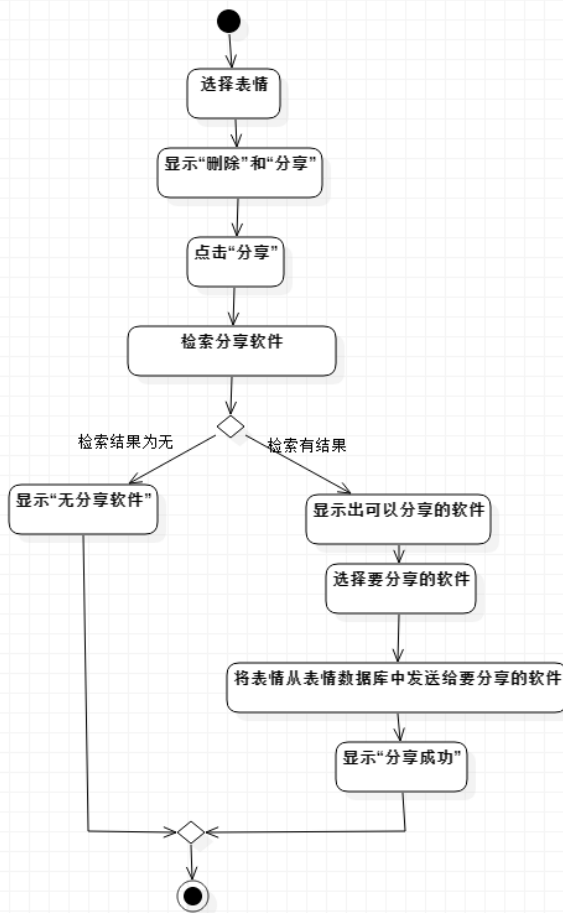 选择表情
显示“删除”和“分享”
点击“分享”
检索分享软件
检索结果为无
检索有结果
显示“无分享软件”
显示出可以分享的软件
选择要分享的软件
将表情从表情数据库中发送给要分享的软件
显示“分享成功”